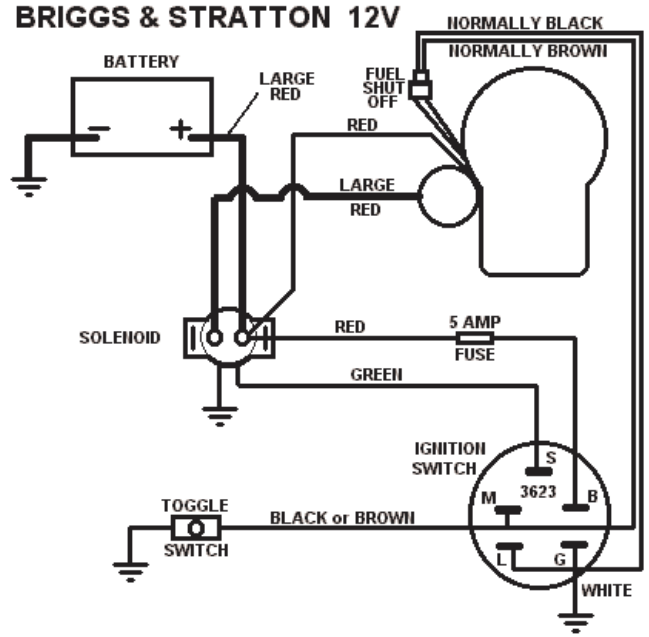 BRIGGS & STRATTON 12V
NORMALLY BLACK
NORMALLY BROWN
BATTERY
LARGE
RED
FUEL
SHUT
OFF
− +
RED
LARGE
RED
SOLENOID
RED
5 AMP
FUSE
GREEN
IGNITION
SWITCH
S
M
3623
B
TOGGLE
SWITCH
BLACK or BROWN
L
G
WHITE